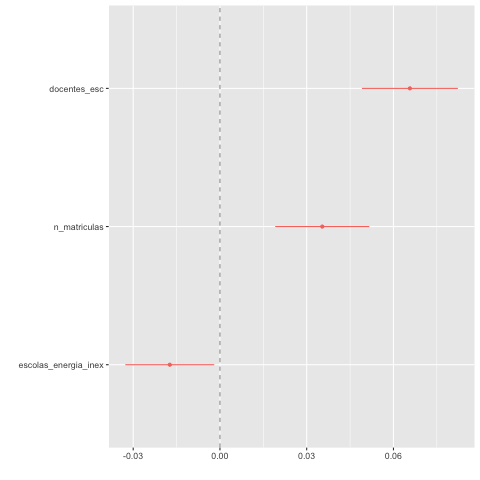 docentes_esc
n_matriculas
escolas_energia_inex
-0.03 0.00 0.03 0.06